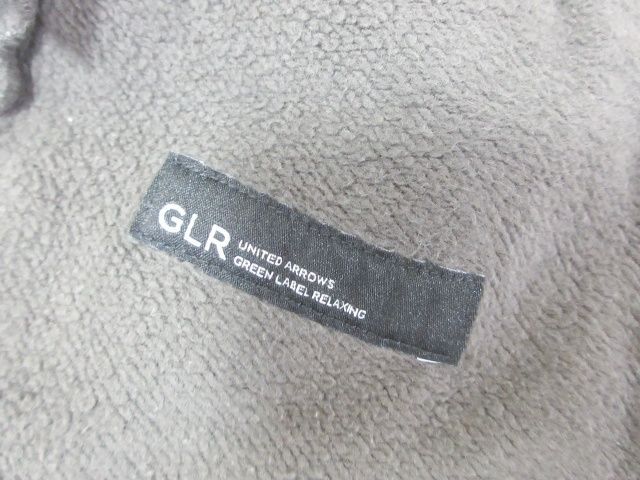 GLR
UNITED ARROWS
GREEN LABEL RELAXING